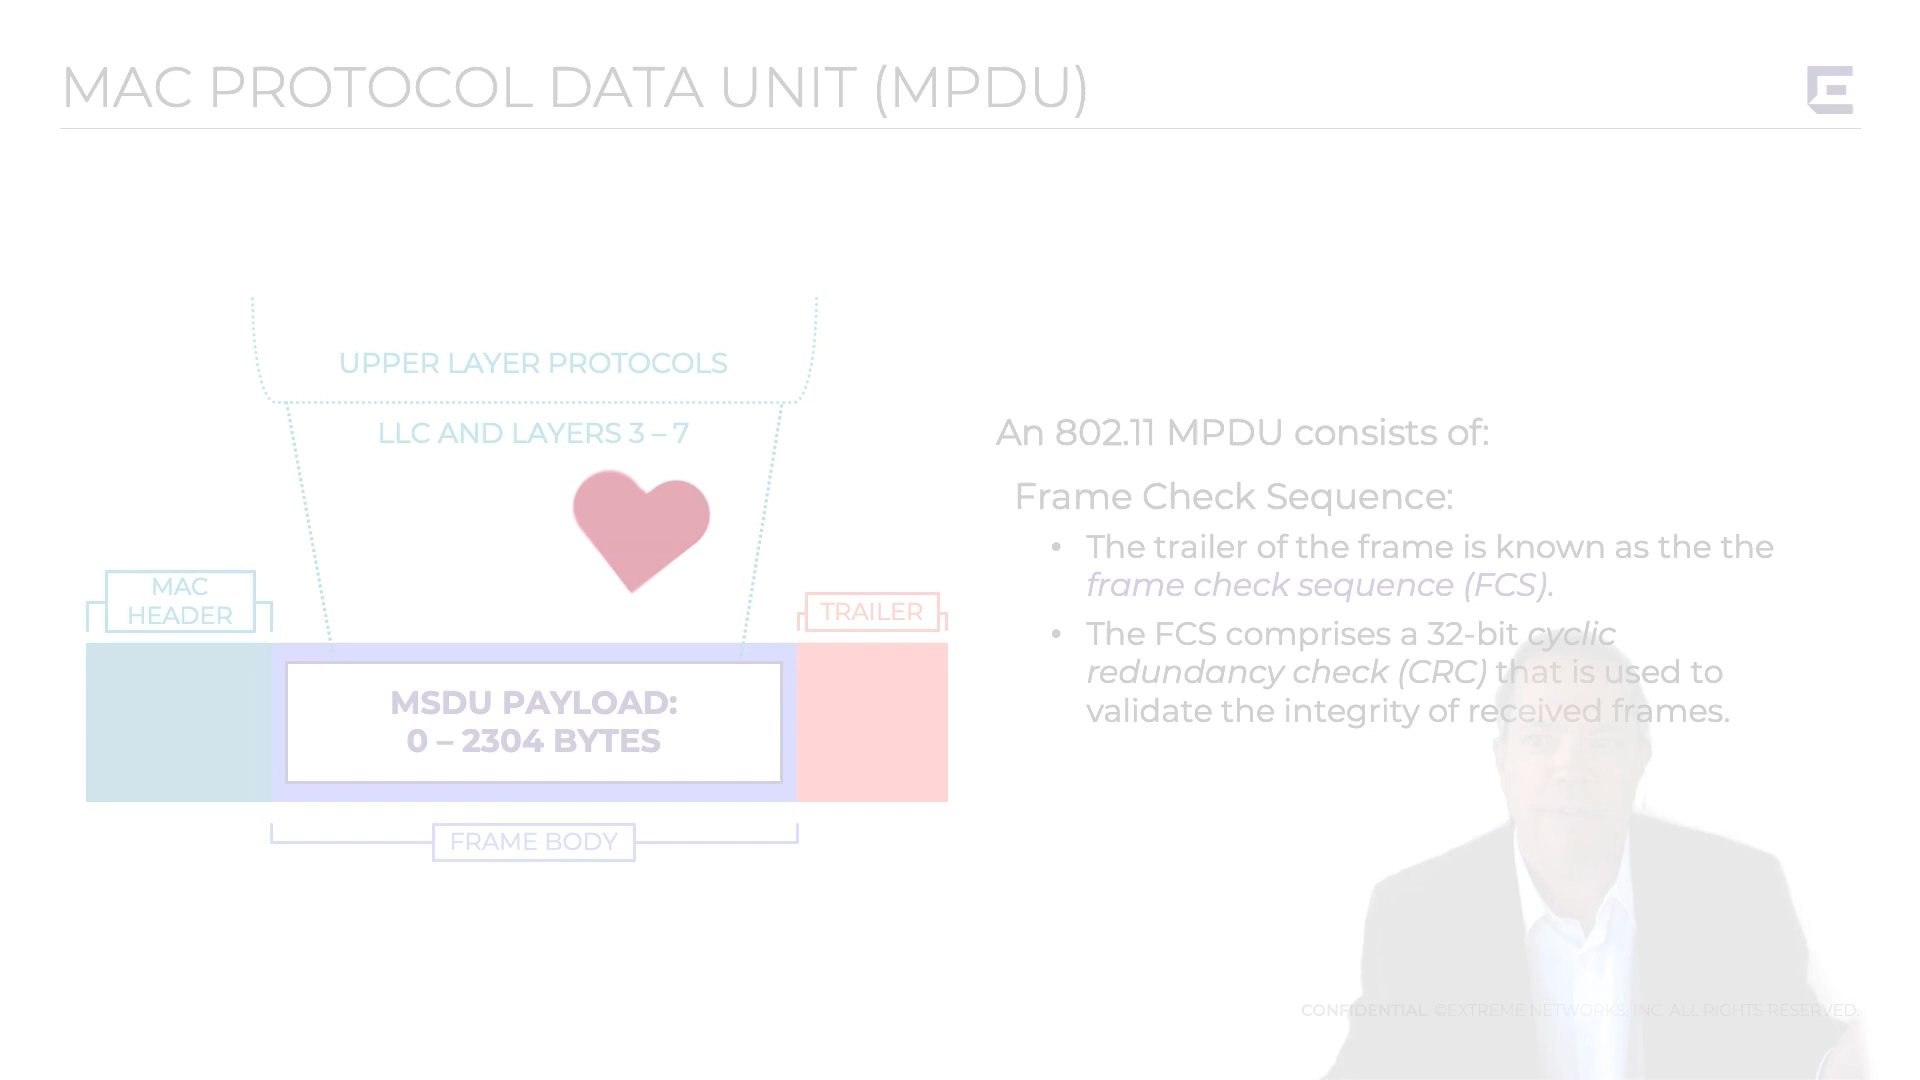 MAC PROTOCOL DATA UNIT (MPDU)
UPPER LAYER PROTOCOLS
LLC AND LAYERS 3 – 7
MAC
HEADER
TRAILER
MSDU PAYLOAD:
0 – 2304 BYTES
FRAME BODY
An 802.11 MPDU consists of:
Frame Check Sequence:
• The trailer of the frame is known as the the
frame check sequence (FCS).
• The FCS comprises a 32-bit cyclic
redundancy check (CRC) that is used to
validate the integrity of received frames.
CONFIDENTIAL ©EXTREME NETWORKS, INC. ALL RIGHTS RESERVED.